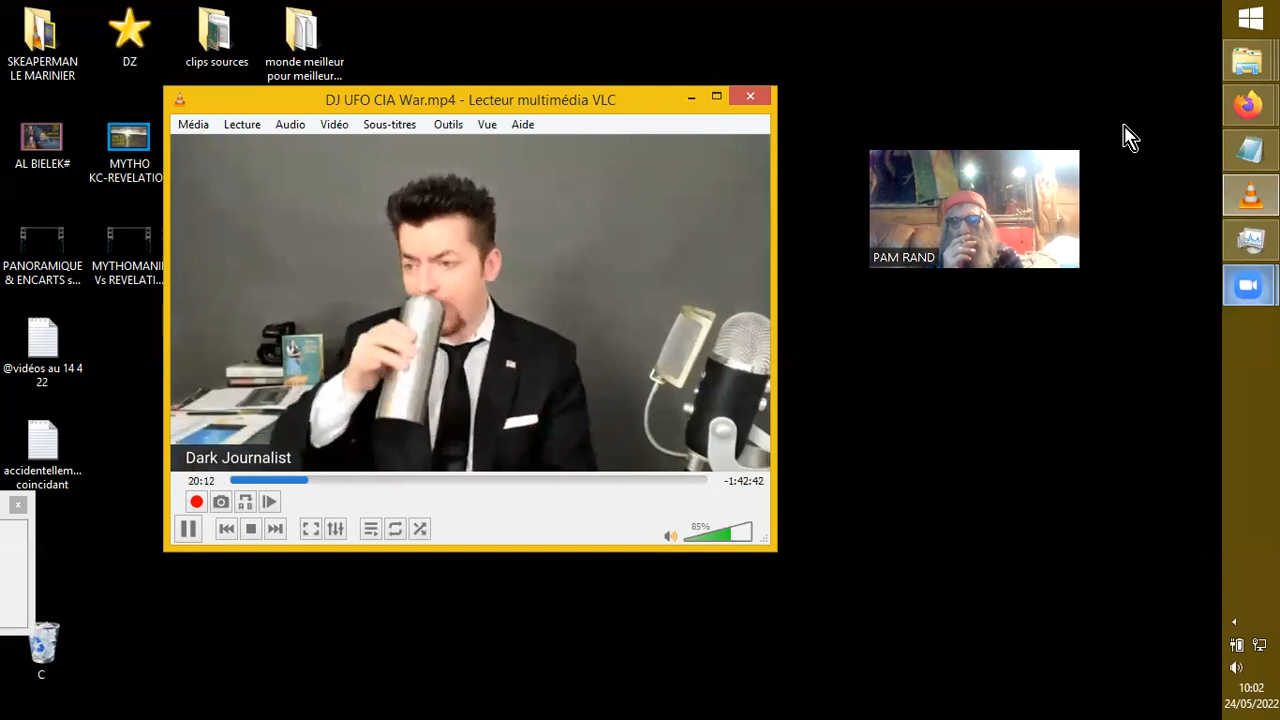 SKEAPERMAN
LE MARINIER
DZ
clips sources
monde meilleur
pour meilleur...
AL BIELEK#
MYTHO
KC-REVELATIO
PANORAMIQUE
& ENCARTS s...
MYTHOMANI
Vs REVELATI...
@vidéos au 14 4
22
accidentellem...
coincidant
x
C
DJ UFO CIA War.mp4 - Lecteur multimédia VLC
Média Lecture Audio Vidéo Sous-titres Outils Vue Aide
Dark Journalist
20:12
-1:42:42
A B
85%
PAM RAND
10:02
24/05/2022